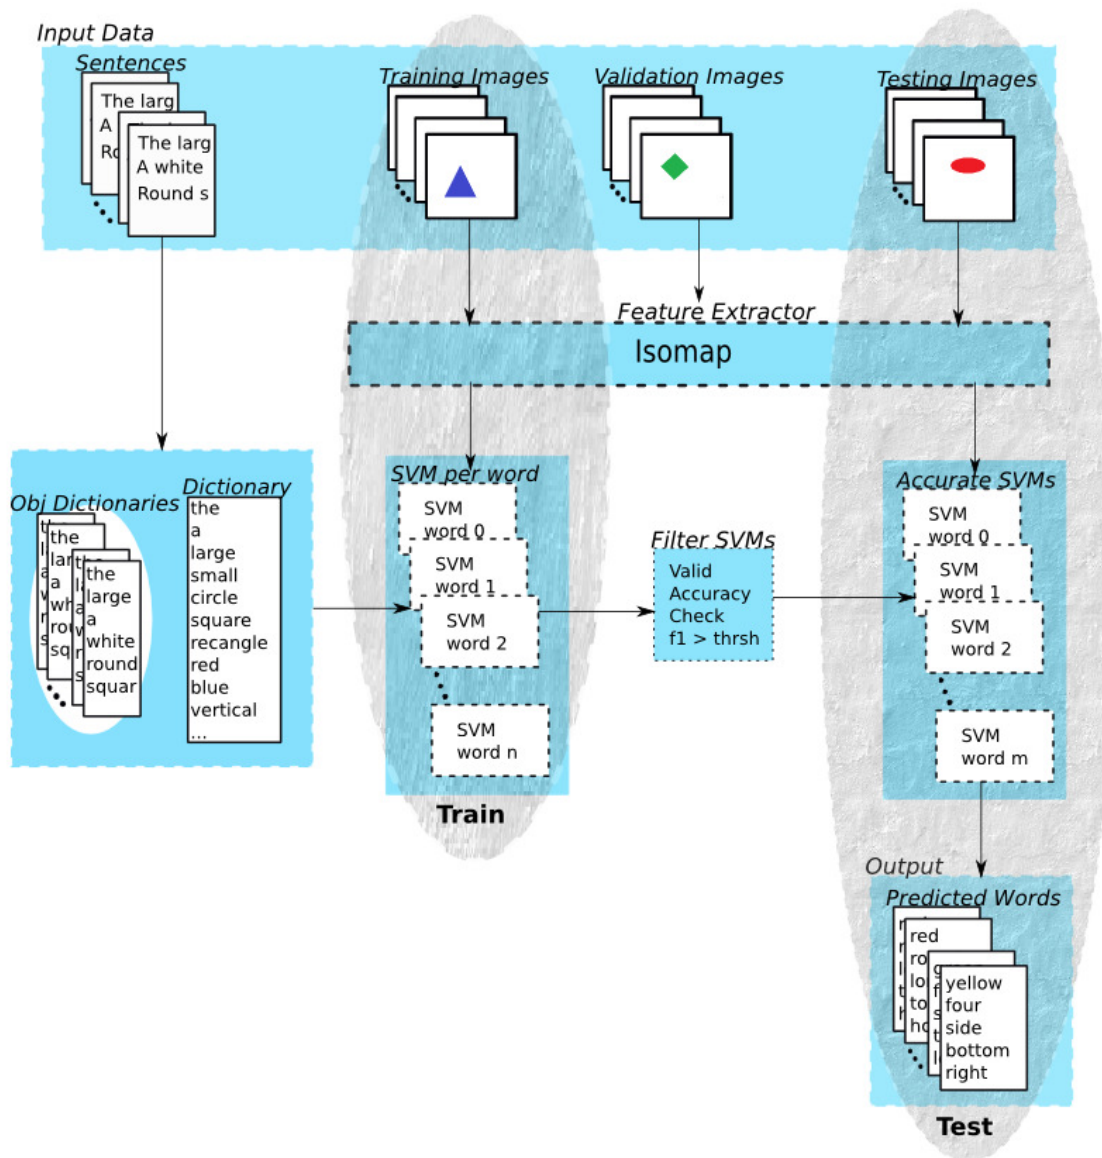 Input Data
Sentences
Training Images
Validation Images
Testing Images
The larg
A
Ro
The larg
A white
Round s
Feature Extractor
Isomap
Obj Dictionaries
Dictionary
the
a
large
small
circle
square
recangle
red
blue
vertical
...
the
a
the
large
a
white
round
squar
SVM per word
SVM
word 0
SVM
word 1
SVM
word 2
SVM
word n
Filter SVMs
Valid
Accuracy
Check
f1 > thrsh
Accurate SVMs
SVM
word 0
SVM
word 1
SVM
word 2
SVM
word m
Train
Output
Predicted Words
red
yellow
four
side
bottom
right
Test